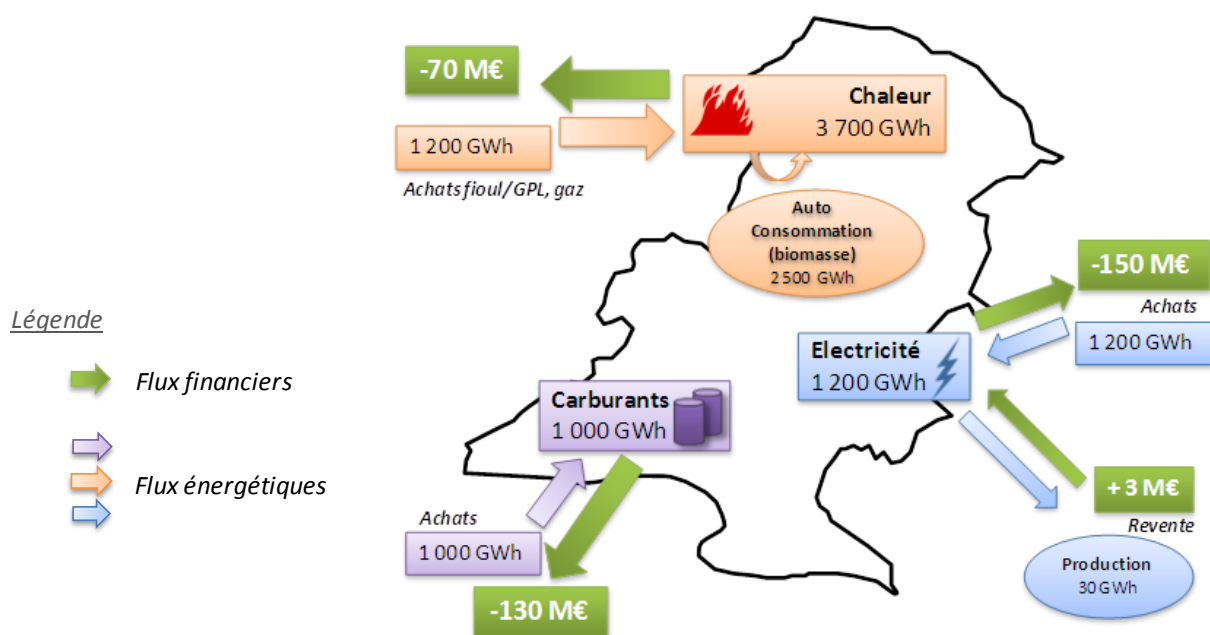 -70 M€
Chaleur
3 700 GWh
1 200 GWh
Achats fioul/GPL, gaz
Auto
Consommation
(biomasse)
2500 GWh
-150 M€
Achats
1 200 GWh
Légende
Flux financiers
Flux énergétiques
Electricité
1 200 GWh
Carburants
1 000 GWh
Achats
1 000 GWh
-130 M€
+ 3 M€
Revente
Production
30 GWh